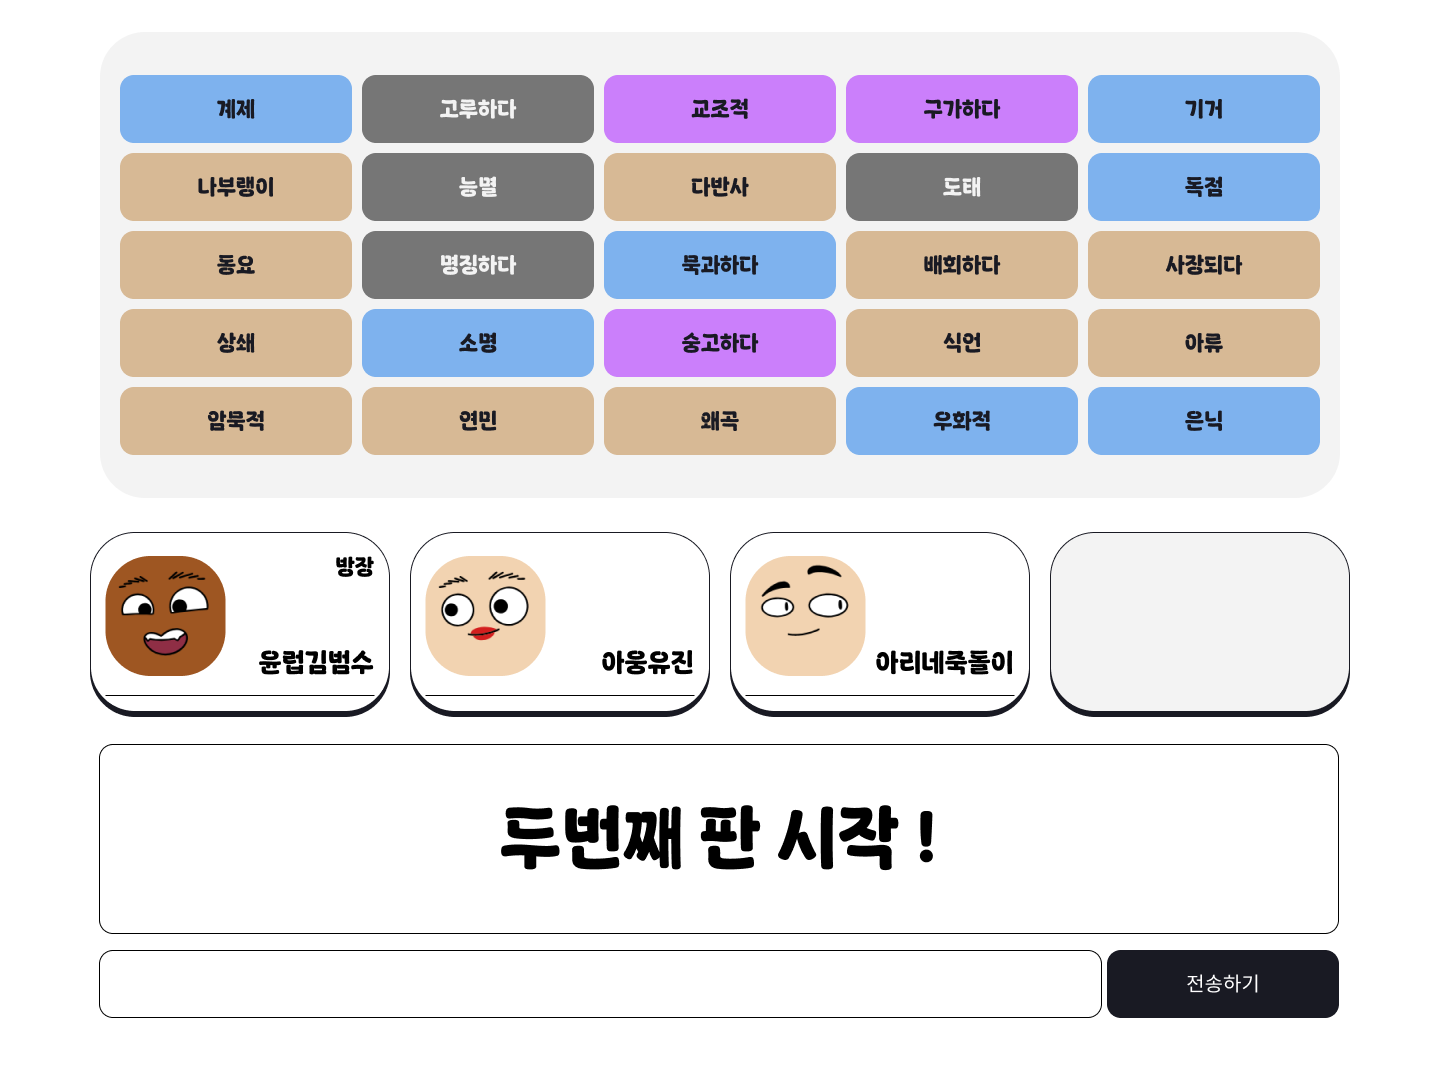 계제 고루하다 교조적 구가하다 기거
나부랭이 능멸 다반사 도태 독점
동요 명징하다 묵과하다 배회하다 사장되다
상쇄 소명 숭고하다 식언 아류
암묵적 연민 왜곡 우화적 은닉
방장
윤럽김범수 아웅유진 아리네죽돌이
두번째 판 시작 !
전송하기